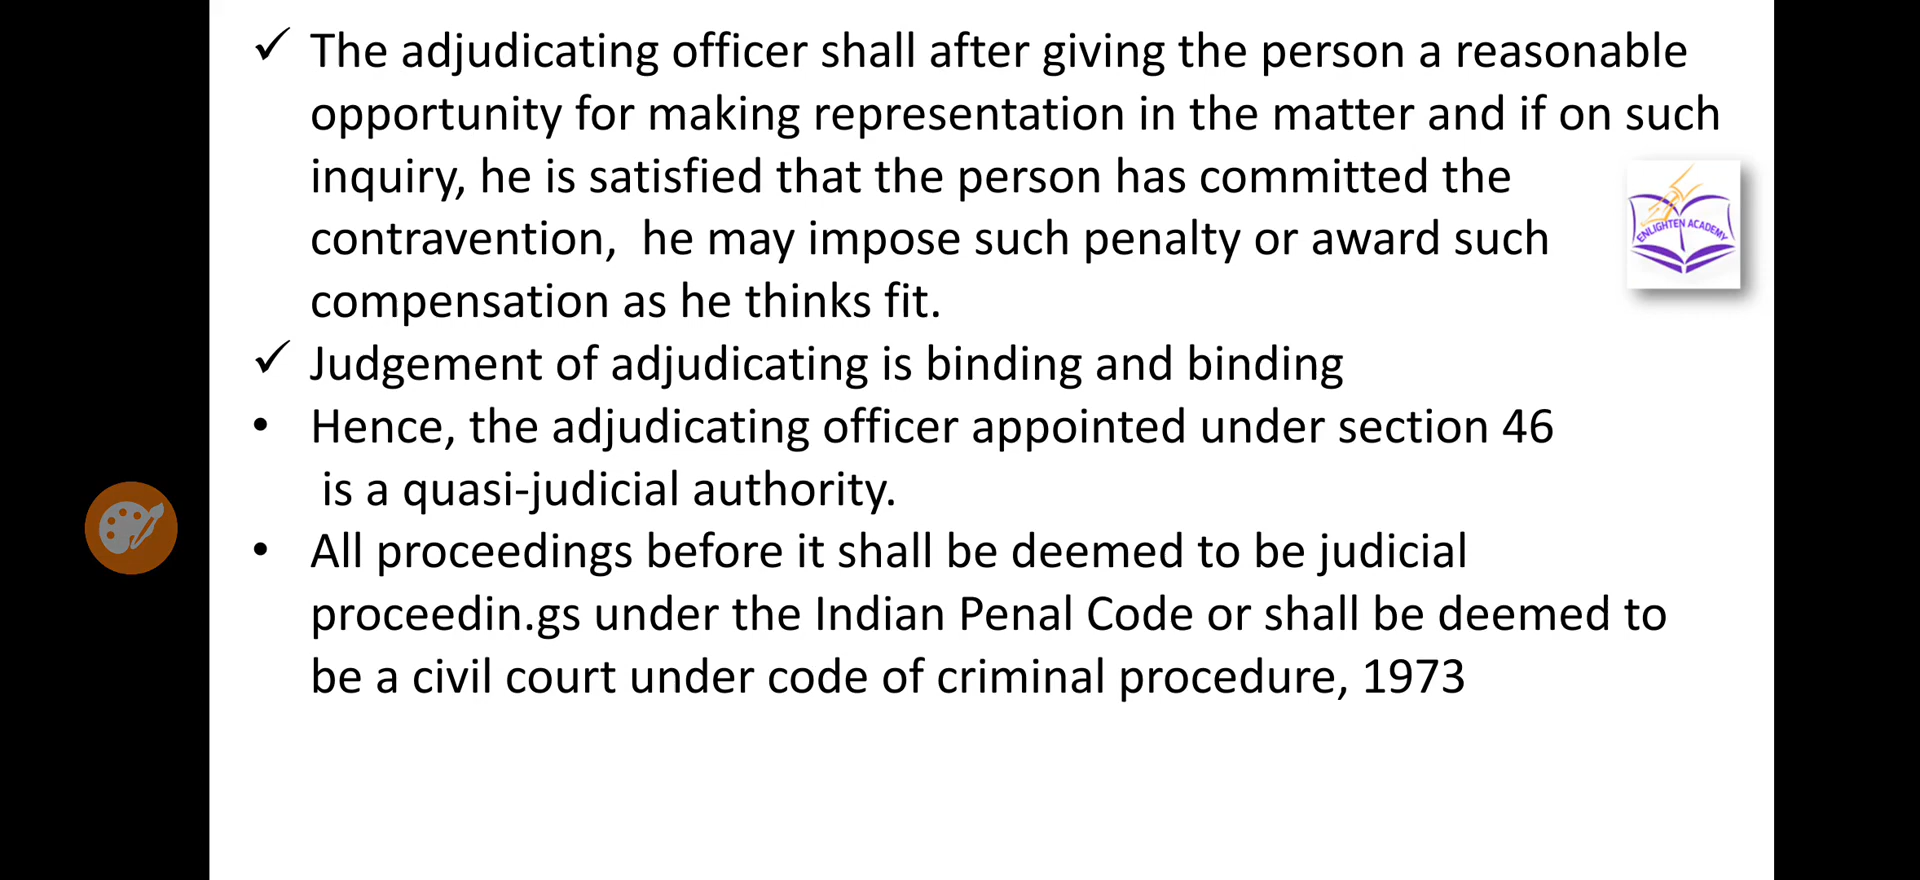 ✓ The adjudicating officer shall after giving the person a reasonable
opportunity for making representation in the matter and if on such
inquiry, he is satisfied that the person has committed the
contravention,  he may impose such penalty or award such
compensation as he thinks fit.
ENLIGHTEN ACADEMY
✓ Judgement of adjudicating is binding and binding
• Hence, the adjudicating officer appointed under section 46
is a quasi-judicial authority.
• All proceedings before it shall be deemed to be judicial
proceedin.gs under the Indian Penal Code or shall be deemed to
be a civil court under code of criminal procedure, 1973